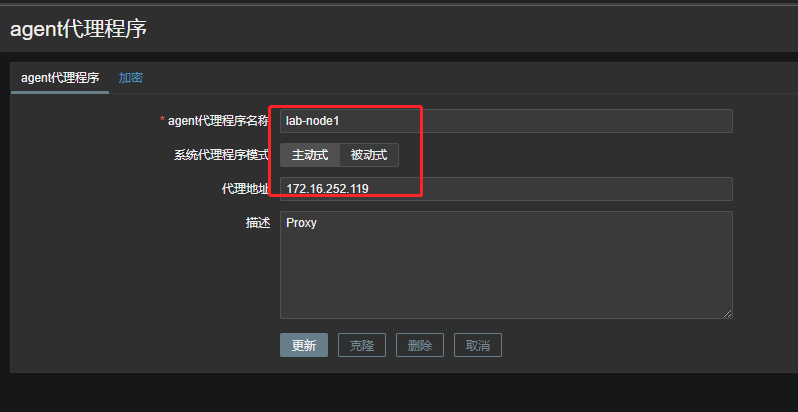 agent代理程序
agent代理程序 加密
* agent代理程序名称 lab-node1
系统代理程序模式 主动式 被动式
代理地址 172.16.252.119
描述 Proxy
更新 克隆 删除 取消